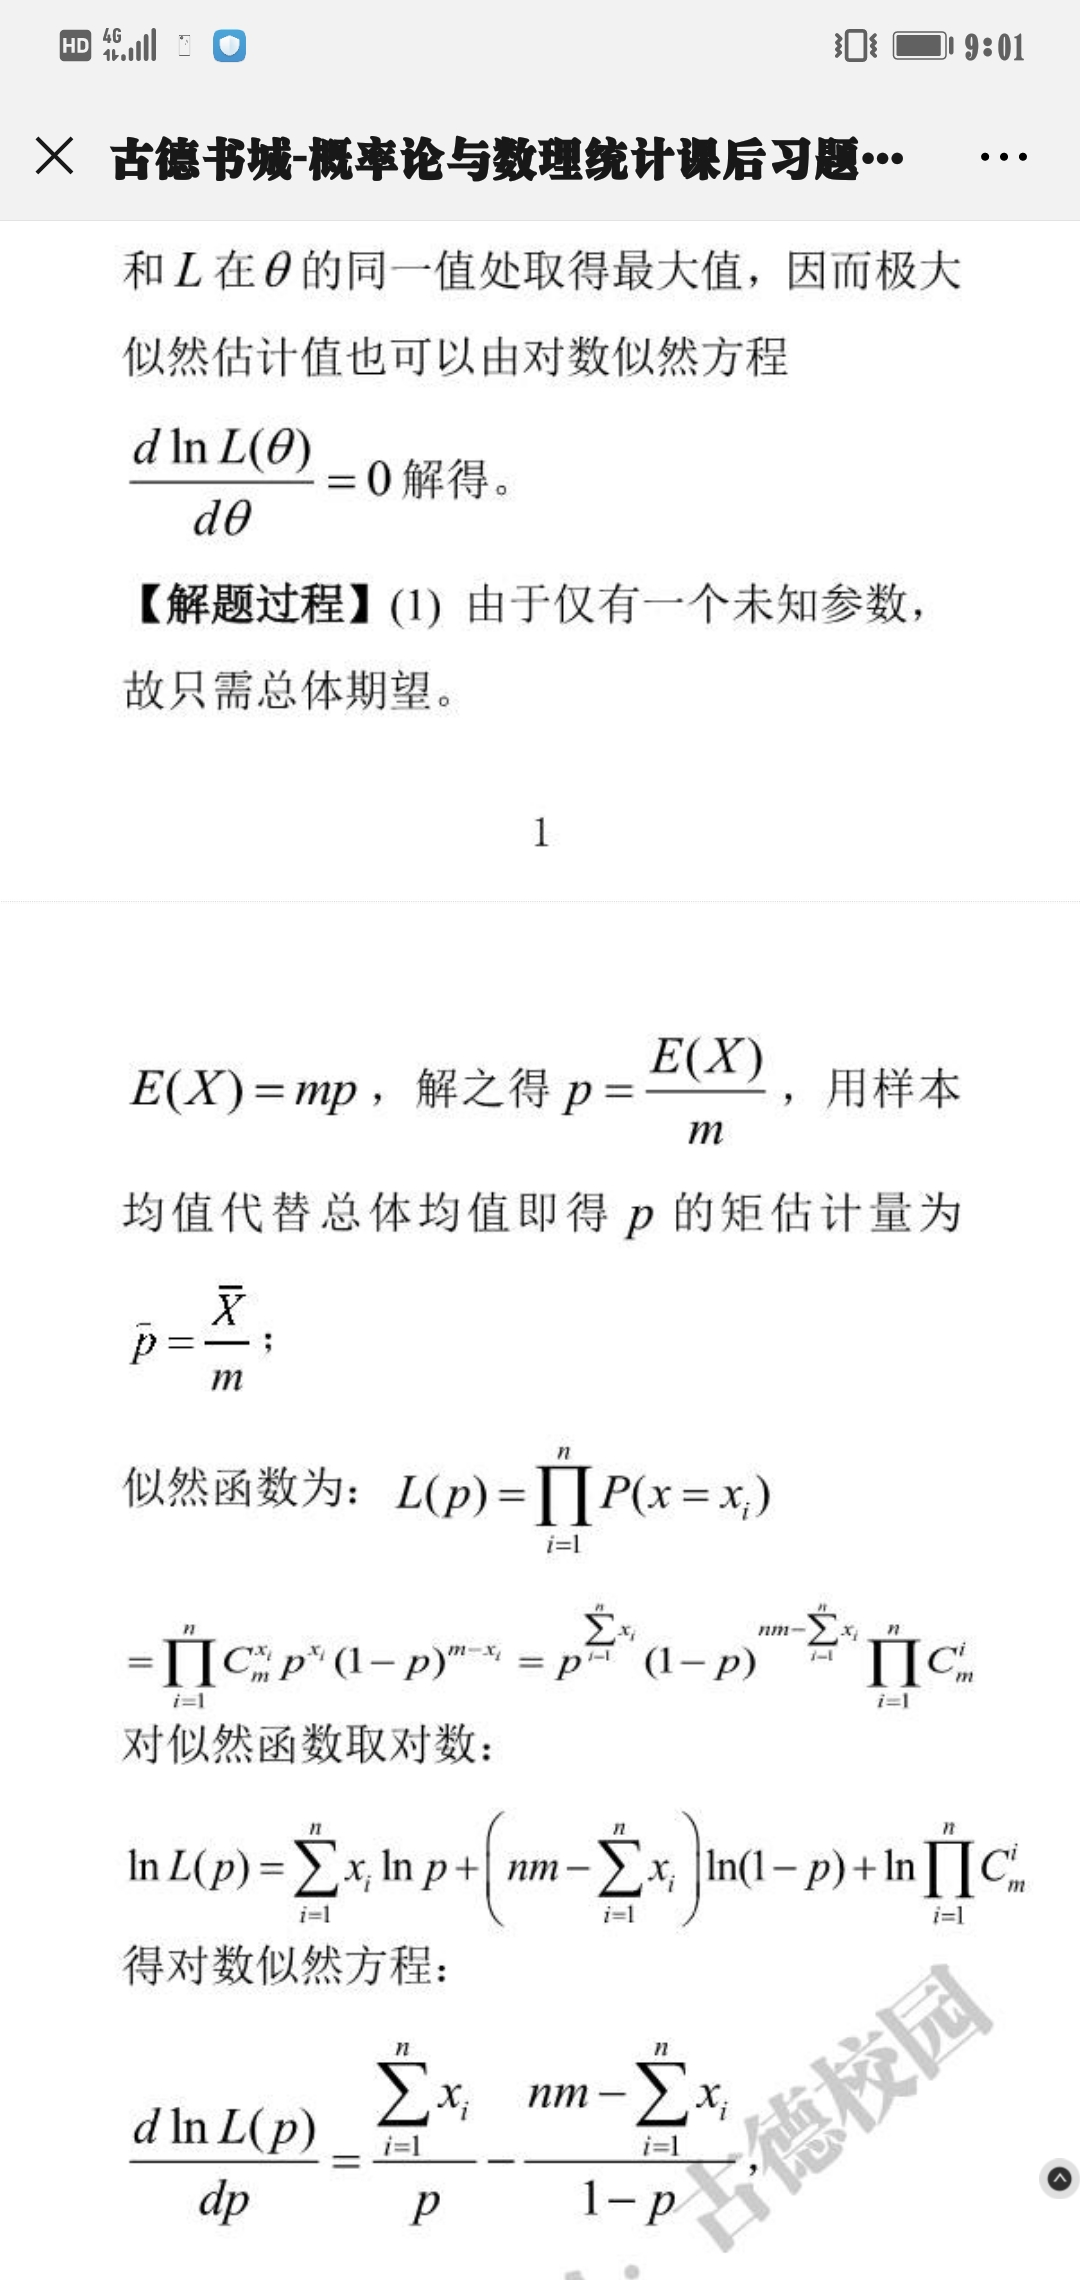 HD 4G 9:01
古德书城-概率论与数理统计课后习题...
和 L 在 θ 的同一值处取得最大值，因而极大
似然估计值也可以由对数似然方程
d ln L(θ) / dθ = 0 解得。
【解题过程】(1) 由于仅有一个未知参数，
故只需总体期望。
1
E(X) = mp ，解之得 p = E(X) / m ，用样本
均值代替总体均值即得 p 的矩估计量为
p̄ = X̄ / m ；
似然函数为： L(p) = ∏_{i=1}^{n} P(x = x_i)
= ∏_{i=1}^{n} C_m^{x_i} p^{x_i} (1 − p)^{m−x_i} = p^{∑_{i=1}^{n} x_i} (1 − p)^{nm−∑_{i=1}^{n} x_i} ∏_{i=1}^{n} C_m^i
对似然函数取对数：
ln L(p) = ∑_{i=1}^{n} x_i ln p + ( nm − ∑_{i=1}^{n} x_i ) ln(1 − p) + ln ∏_{i=1}^{n} C_m^i
得对数似然方程：
d ln L(p) / dp = ∑_{i=1}^{n} x_i / p − (nm − ∑_{i=1}^{n} x_i) / (1 − p) ，
古德校园